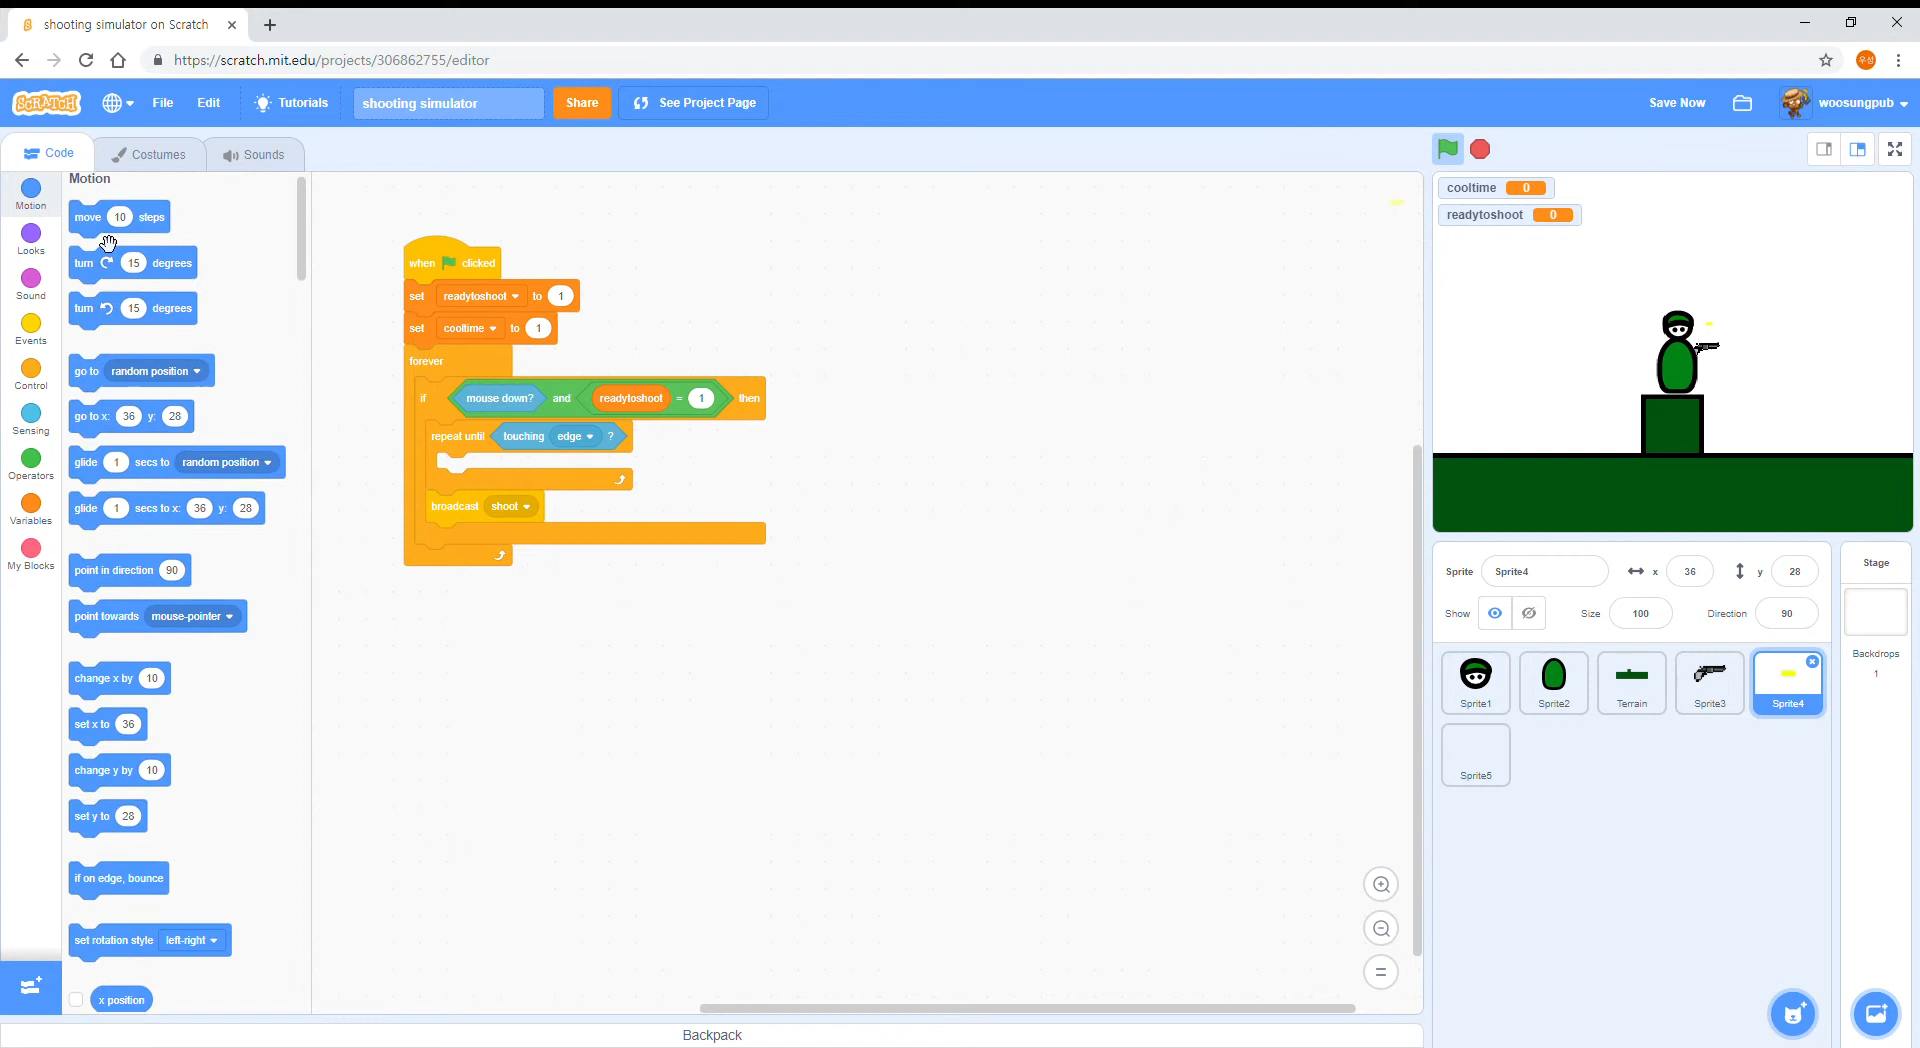 shooting simulator on Scratch
https://scratch.mit.edu/projects/306862755/editor
우성
SCRATCH
File
Edit
Tutorials
shooting simulator
Share
See Project Page
Save Now
woosungpub
Code
Costumes
Sounds
Motion
Looks
Sound
Events
Control
Sensing
Operators
Variables
My Blocks
Motion
move 10 steps
turn 15 degrees
turn 15 degrees
go to random position
go to x: 36 y: 28
glide 1 secs to random position
glide 1 secs to x: 36 y: 28
point in direction 90
point towards mouse-pointer
change x by 10
set x to 36
change y by 10
set y to 28
if on edge, bounce
set rotation style left-right
x position
when clicked
set readytoshoot to 1
set cooltime to 1
forever
if mouse down? and readytoshoot = 1 then
repeat until touching edge ?
broadcast shoot
cooltime 0
readytoshoot 0
Sprite Sprite4 x 36 y 28
Show Size 100 Direction 90
Sprite1
Sprite2
Terrain
Sprite3
Sprite4
Sprite5
Stage
Backdrops
1
Backpack